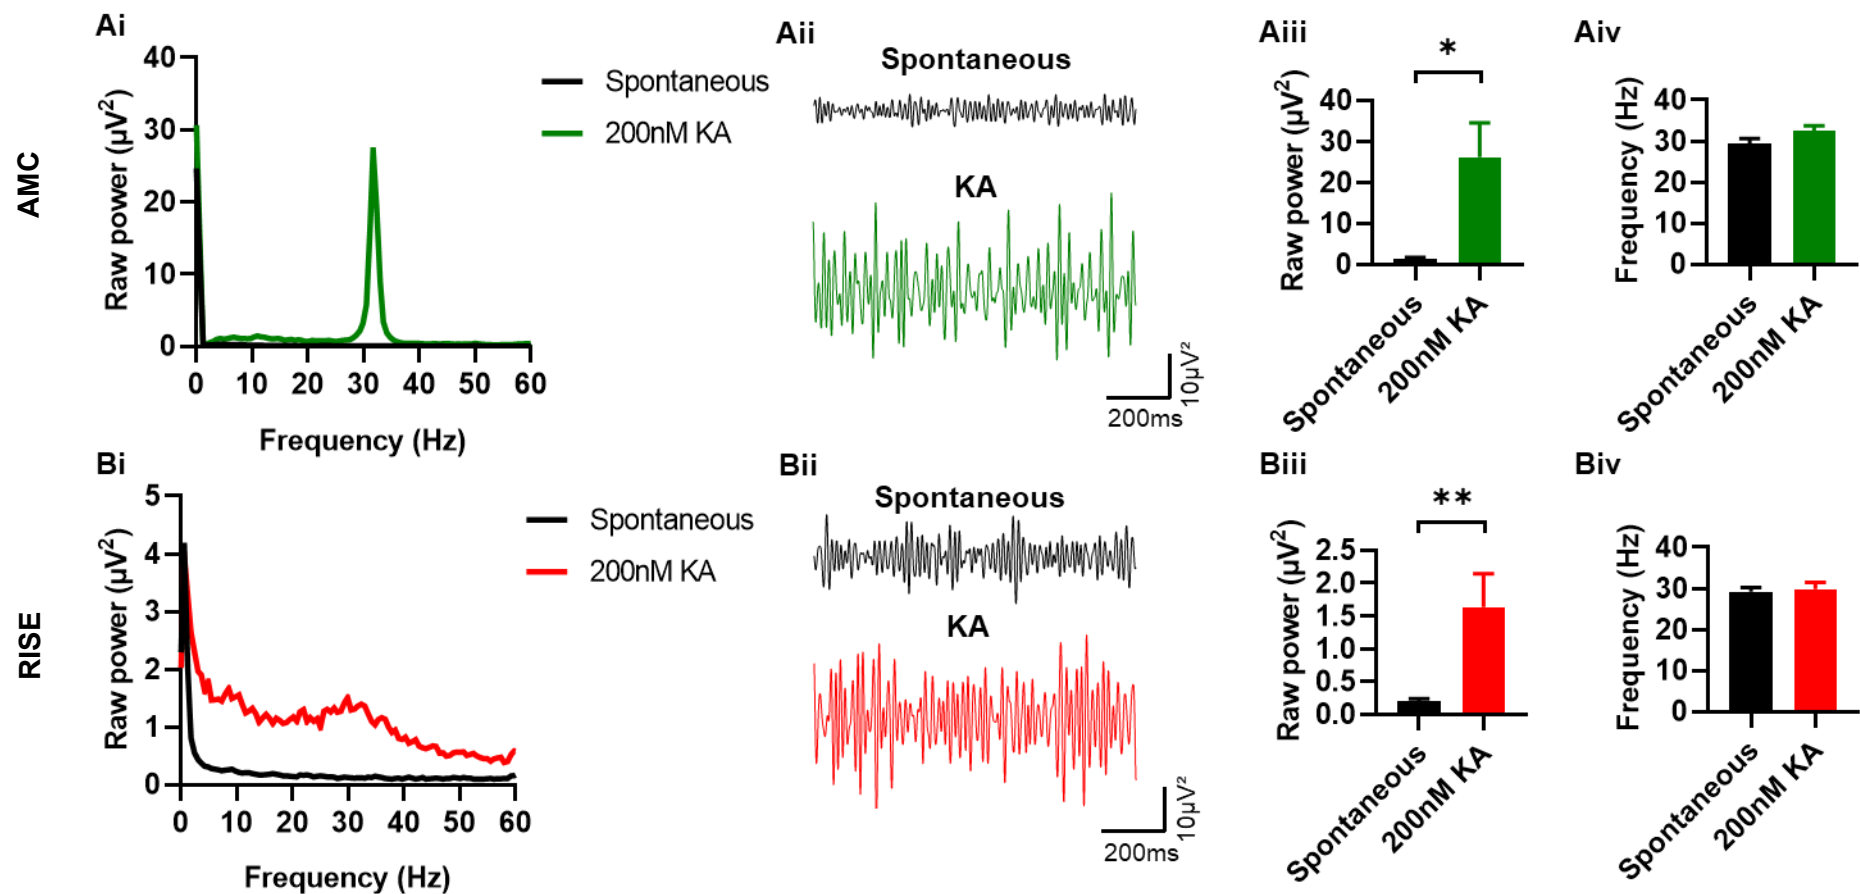 AMC
Ai
40
30
20
10
0
Raw power (µV²)
0 10 20 30 40 50 60
Frequency (Hz)
Spontaneous
200nM KA
Aii
Spontaneous
KA
10µV²
200ms
Aiii
*
Raw power (µV²)
40
30
20
10
0
Spontaneous
200nM KA
Aiv
Frequency (Hz)
40
30
20
10
0
Spontaneous
200nM KA
RISE
Bi
5
4
3
2
1
0
Raw power (µV²)
0 10 20 30 40 50 60
Frequency (Hz)
Spontaneous
200nM KA
Bii
Spontaneous
KA
10µV²
200ms
Biii
**
Raw power (µV²)
2.5
2.0
1.5
1.0
0.5
0.0
Spontaneous
200nM KA
Biv
Frequency (Hz)
40
30
20
10
0
Spontaneous
200nM KA